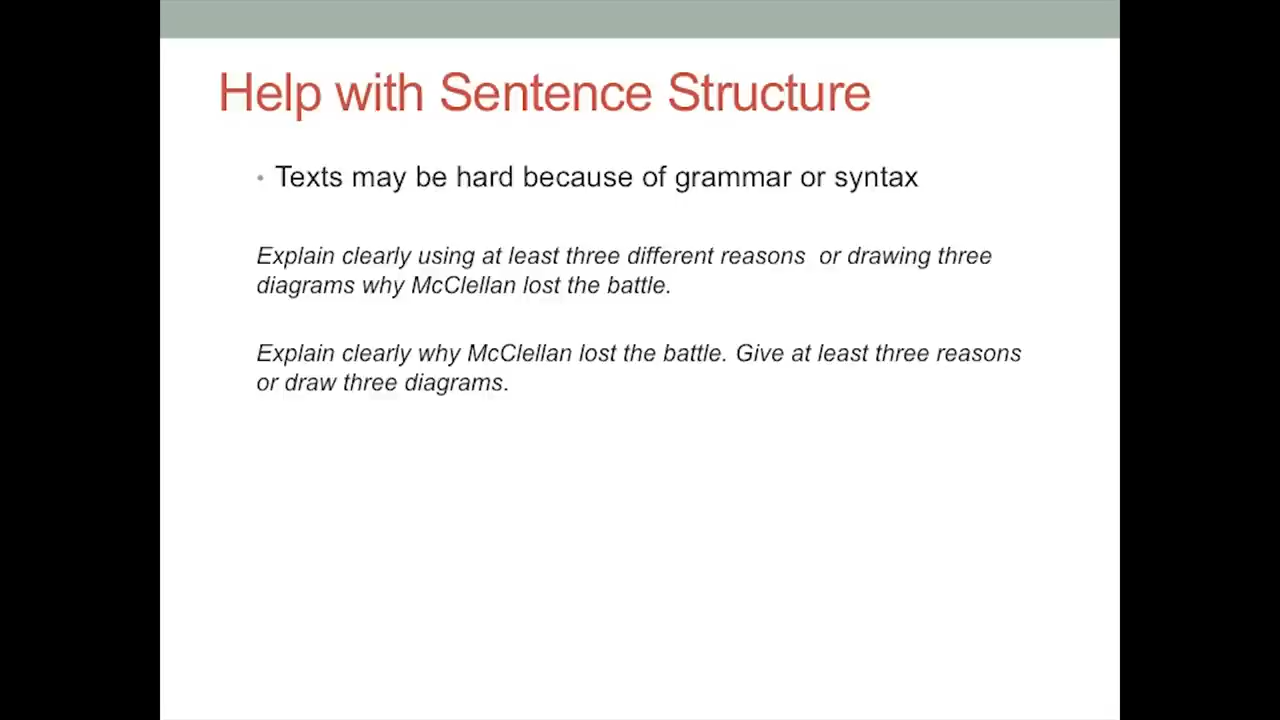 Help with Sentence Structure
• Texts may be hard because of grammar or syntax
Explain clearly using at least three different reasons  or drawing three
diagrams why McClellan lost the battle.
Explain clearly why McClellan lost the battle. Give at least three reasons
or draw three diagrams.